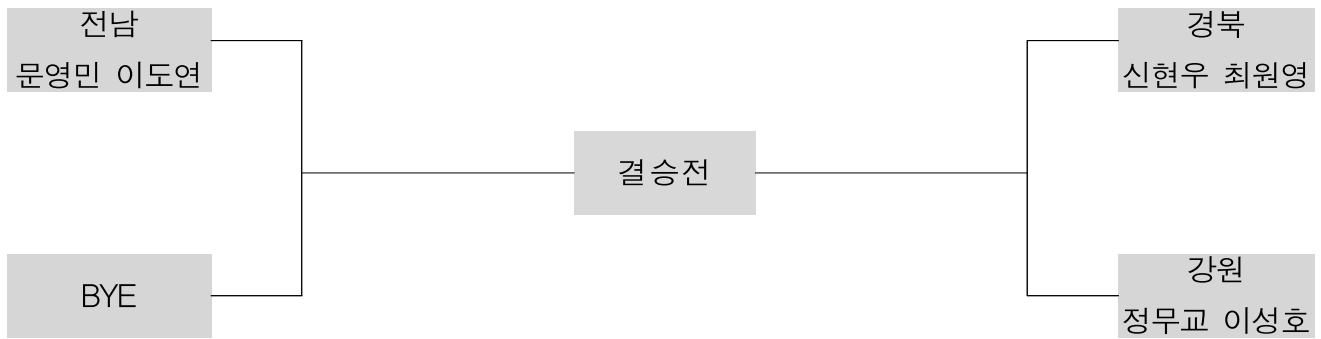 전남
문영민 이도연
경북
신현우 최원영
결승전
BYE
강원
정무교 이성호